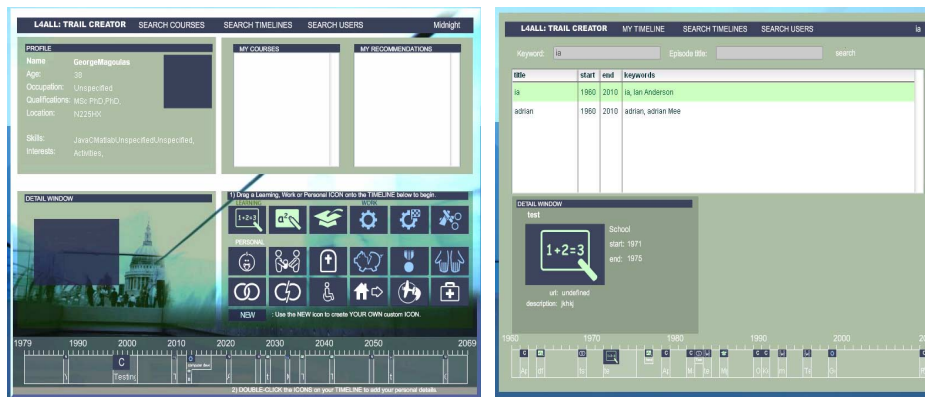 L4ALL: TRAIL CREATOR SEARCH COURSES SEARCH TIMELINES SEARCH USERS Midnight
PROFILE
Name GeorgeMagoulas
Age: 38
Occupation: Unspecified
Qualifications: MSc PhD,PhD,
Location: N225HX
Skills: JavaCMatlabUnspecifiedUnspecified,
Interests: Activities,
MY COURSES
MY RECOMMENDATIONS
DETAIL WINDOW
1) Drag a Learning, Work or Personal ICON onto the TIMELINE below to begin.
LEARNING WORK
1+2=3
PERSONAL
NEW : Use the NEW icon to create YOUR OWN custom ICON.
1979 1990 2000 2010 2020 2030 2040 2050 2069
C
Testing
2) DOUBLE-CLICK the ICONS on your TIMELINE to add your personal details.
L4ALL: TRAIL CREATOR MY TIMELINE SEARCH TIMELINES SEARCH USERS ia
Keyword: ia Episode title: search
title start end keywords
ia 1960 2010 ia, Ian Anderson
adrian 1960 2010 adrian, adrian Mee
DETAIL WINDOW
test
1+2=3
School
start: 1971
end: 1975
url: undefined
description: jkhkj
1960 1970 1980 1990 2000